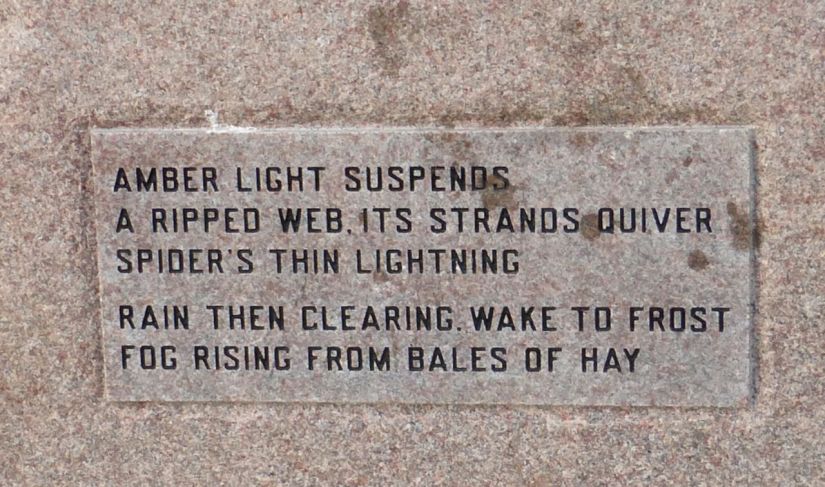 AMBER LIGHT SUSPENDS
A RIPPED WEB. ITS STRANDS QUIVER
SPIDER'S THIN LIGHTNING
RAIN THEN CLEARING. WAKE TO FROST
FOG RISING FROM BALES OF HAY